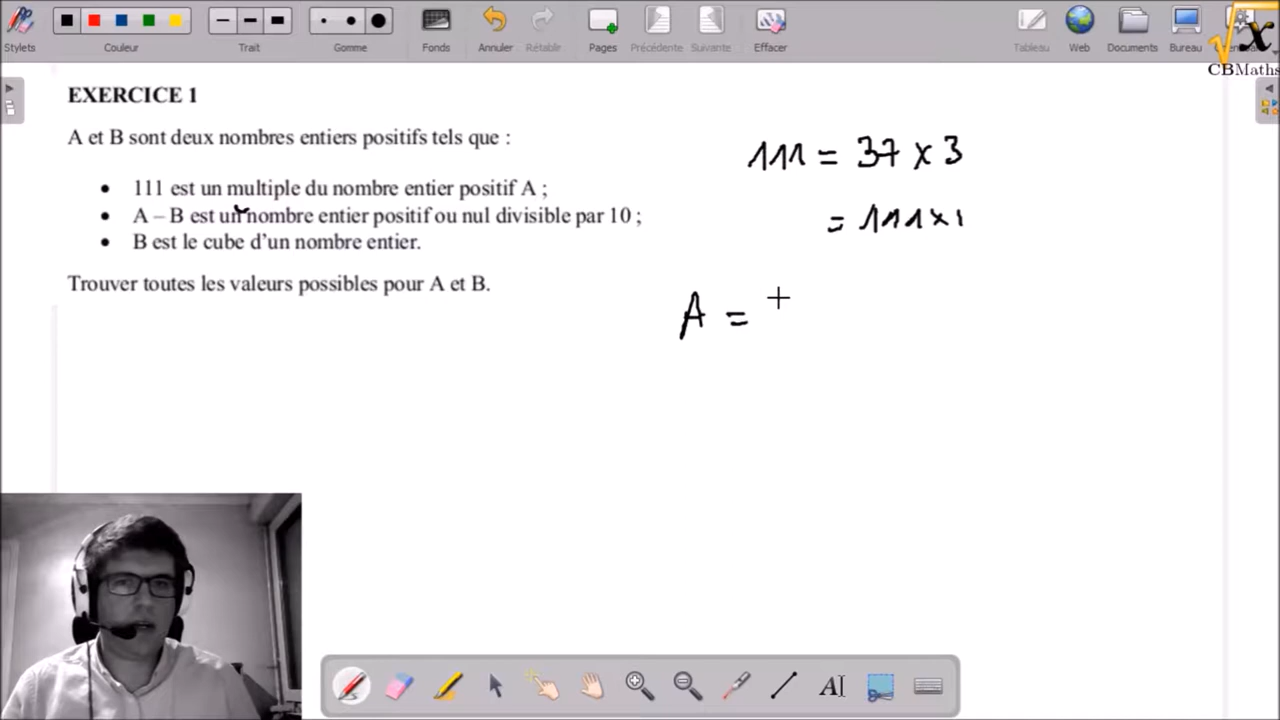 Stylets
Couleur
Trait
Gomme
Fonds
Annuler
Rétablir
Pages
Précédente
Suivante
Effacer
Tableau
Web
Documents
Bureau
√x
CBMaths
EXERCICE 1
A et B sont deux nombres entiers positifs tels que :
• 111 est un multiple du nombre entier positif A ;
• A – B est un nombre entier positif ou nul divisible par 10 ;
• B est le cube d’un nombre entier.
Trouver toutes les valeurs possibles pour A et B.
111 = 37 x 3
= 111 x 1
A =
AI